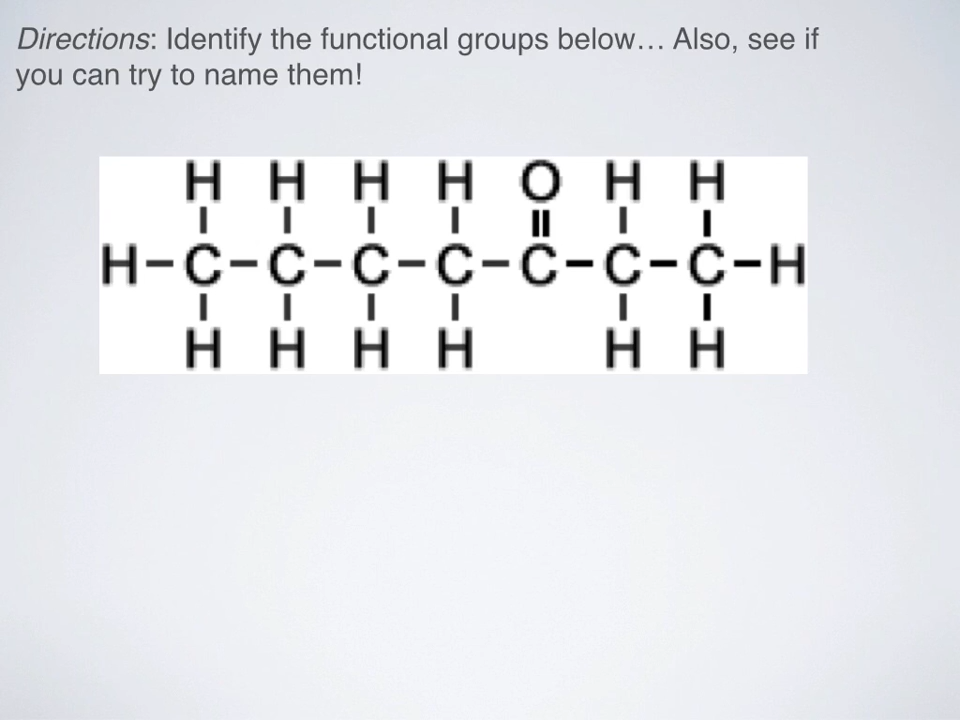 Directions: Identify the functional groups below… Also, see if
you can try to name them!
H H H H O H H
H-C-C-C-C-C-C-C-H
H H H H H H